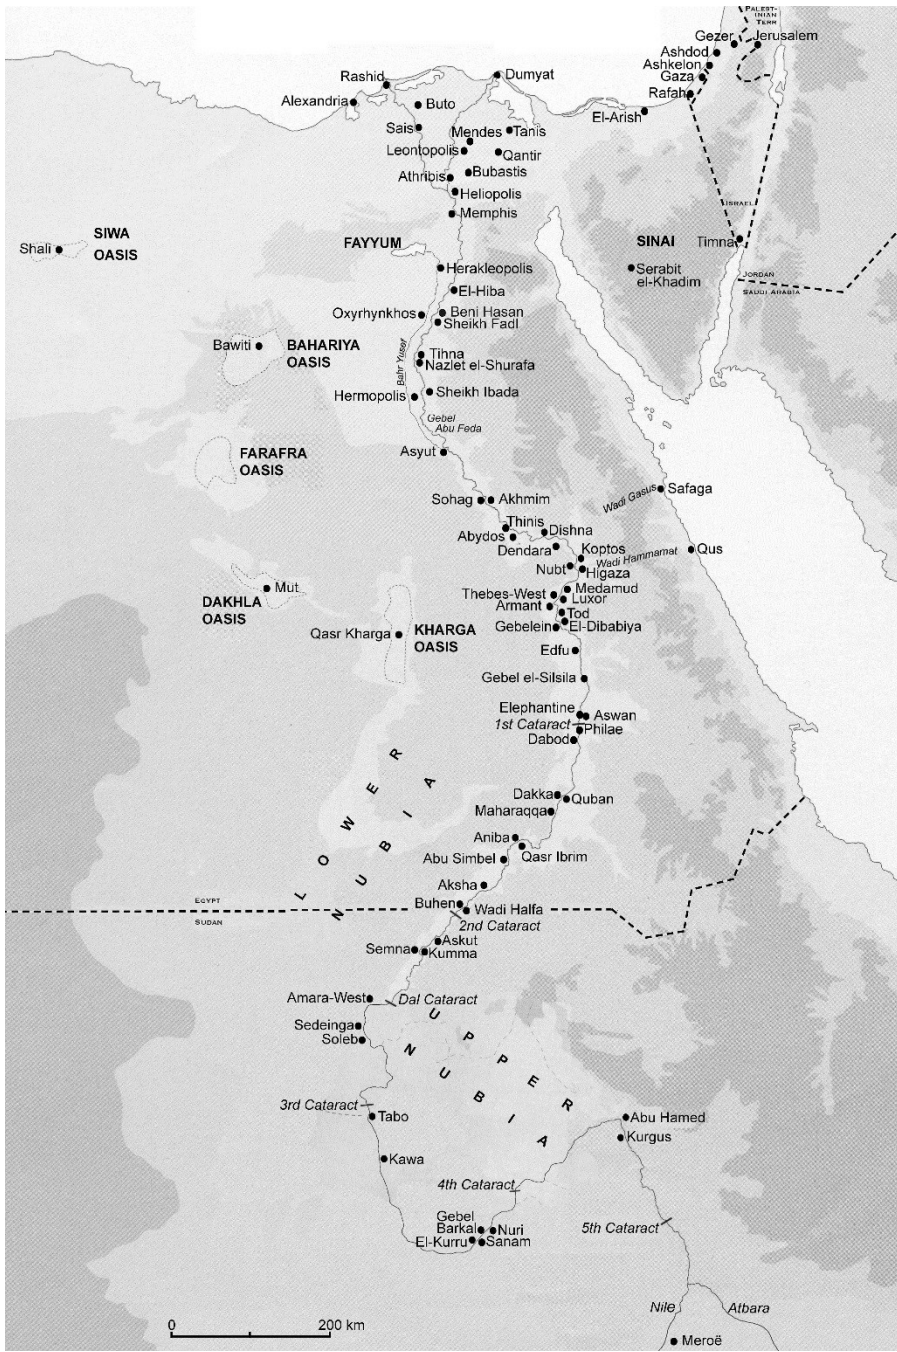 PALEST-
INIAN
TERR
Gezer
Jerusalem
Ashdod
Ashkelon
Gaza
Rafah
El-Arish
Rashid
Dumyat
Alexandria
Buto
Sais
Mendes
Tanis
Leontopolis
Qantir
Bubastis
Athribis
Heliopolis
Memphis
ISRAEL
SIWA
OASIS
Shali
FAYYUM
SINAI
Timna
Herakleopolis
Serabit
el-Khadim
JORDAN
SAUDI ARABIA
El-Hiba
Oxyrhynkhos
Beni Hasan
Sheikh Fadl
Bawiti
BAHARIYA
OASIS
Bahr Yusef
Tihna
Nazlet el-Shurafa
Hermopolis
Sheikh Ibada
Gebel
Abu Feda
FARAFRA
OASIS
Asyut
Sohag
Akhmim
Wadi Gasus
Safaga
Thinis
Abydos
Dishna
Dendara
Koptos
Wadi Hammamat
Qus
Nubt
Higaza
Mut
DAKHLA
OASIS
Medamud
Thebes-West
Luxor
Armant
Tod
Gebelein
El-Dibabiya
Qasr Kharga
KHARGA
OASIS
Edfu
Gebel el-Silsila
Elephantine
Aswan
1st Cataract
Philae
Dabod
LOWER
NUBIA
Dakka
Quban
Maharaqqa
Aniba
Qasr Ibrim
Abu Simbel
Aksha
EGYPT
SUDAN
Buhen
Wadi Halfa
2nd Cataract
Askut
Semna
Kumma
Amara-West
Dal Cataract
Sedeinga
Soleb
UPPER
NUBIA
3rd Cataract
Tabo
Abu Hamed
Kurgus
Kawa
4th Cataract
Gebel
Barkal
Nuri
El-Kurru
Sanam
5th Cataract
Nile
Atbara
0
200 km
Meroë